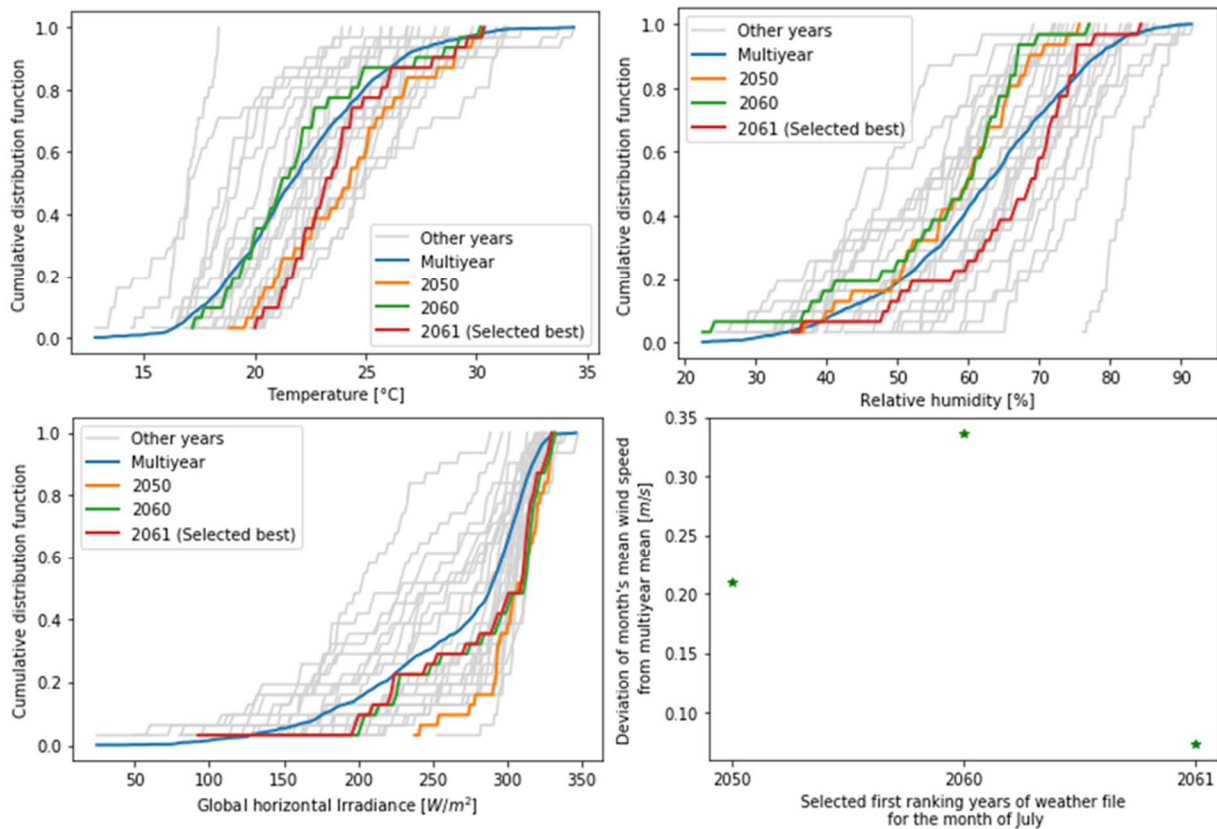 Cumulative distribution function
1.0
0.8
0.6
0.4
0.2
0.0
Other years
Multiyear
2050
2060
2061 (Selected best)
15 20 25 30 35
Temperature [°C]
Cumulative distribution function
1.0
0.8
0.6
0.4
0.2
0.0
Other years
Multiyear
2050
2060
2061 (Selected best)
20 30 40 50 60 70 80 90
Relative humidity [%]
Cumulative distribution function
1.0
0.8
0.6
0.4
0.2
0.0
Other years
Multiyear
2050
2060
2061 (Selected best)
50 100 150 200 250 300 350
Global horizontal Irradiance [W/m²]
Deviation of month's mean wind speed
from multiyear mean [m/s]
0.35
0.30
0.25
0.20
0.15
0.10
2050 2060 2061
Selected first ranking years of weather file
for the month of July